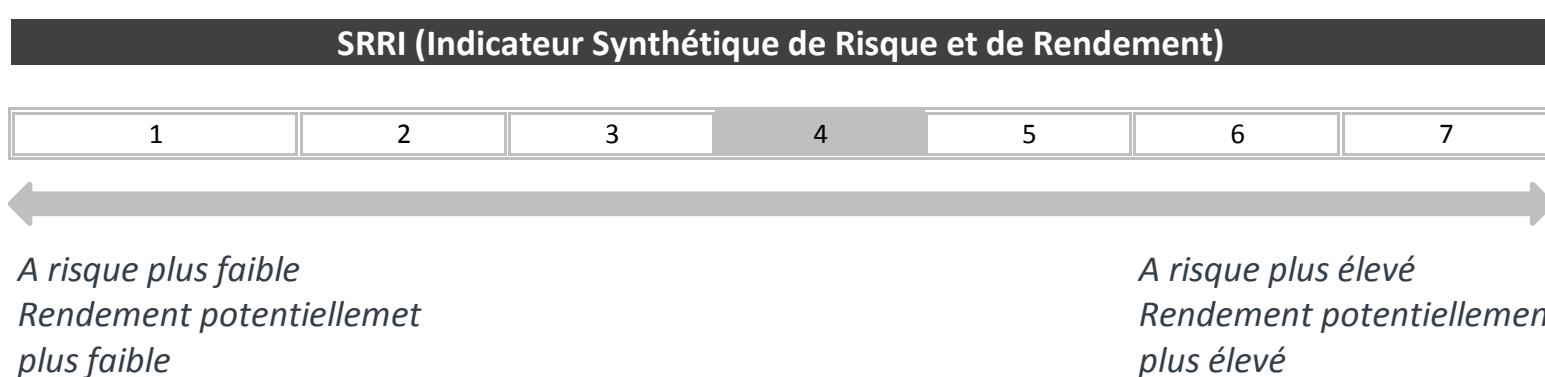 SRRI (Indicateur Synthétique de Risque et de Rendement)
1 2 3 4 5 6 7
A risque plus faible
Rendement potentiellemet
plus faible
A risque plus élevé
Rendement potentiellemen
plus élevé